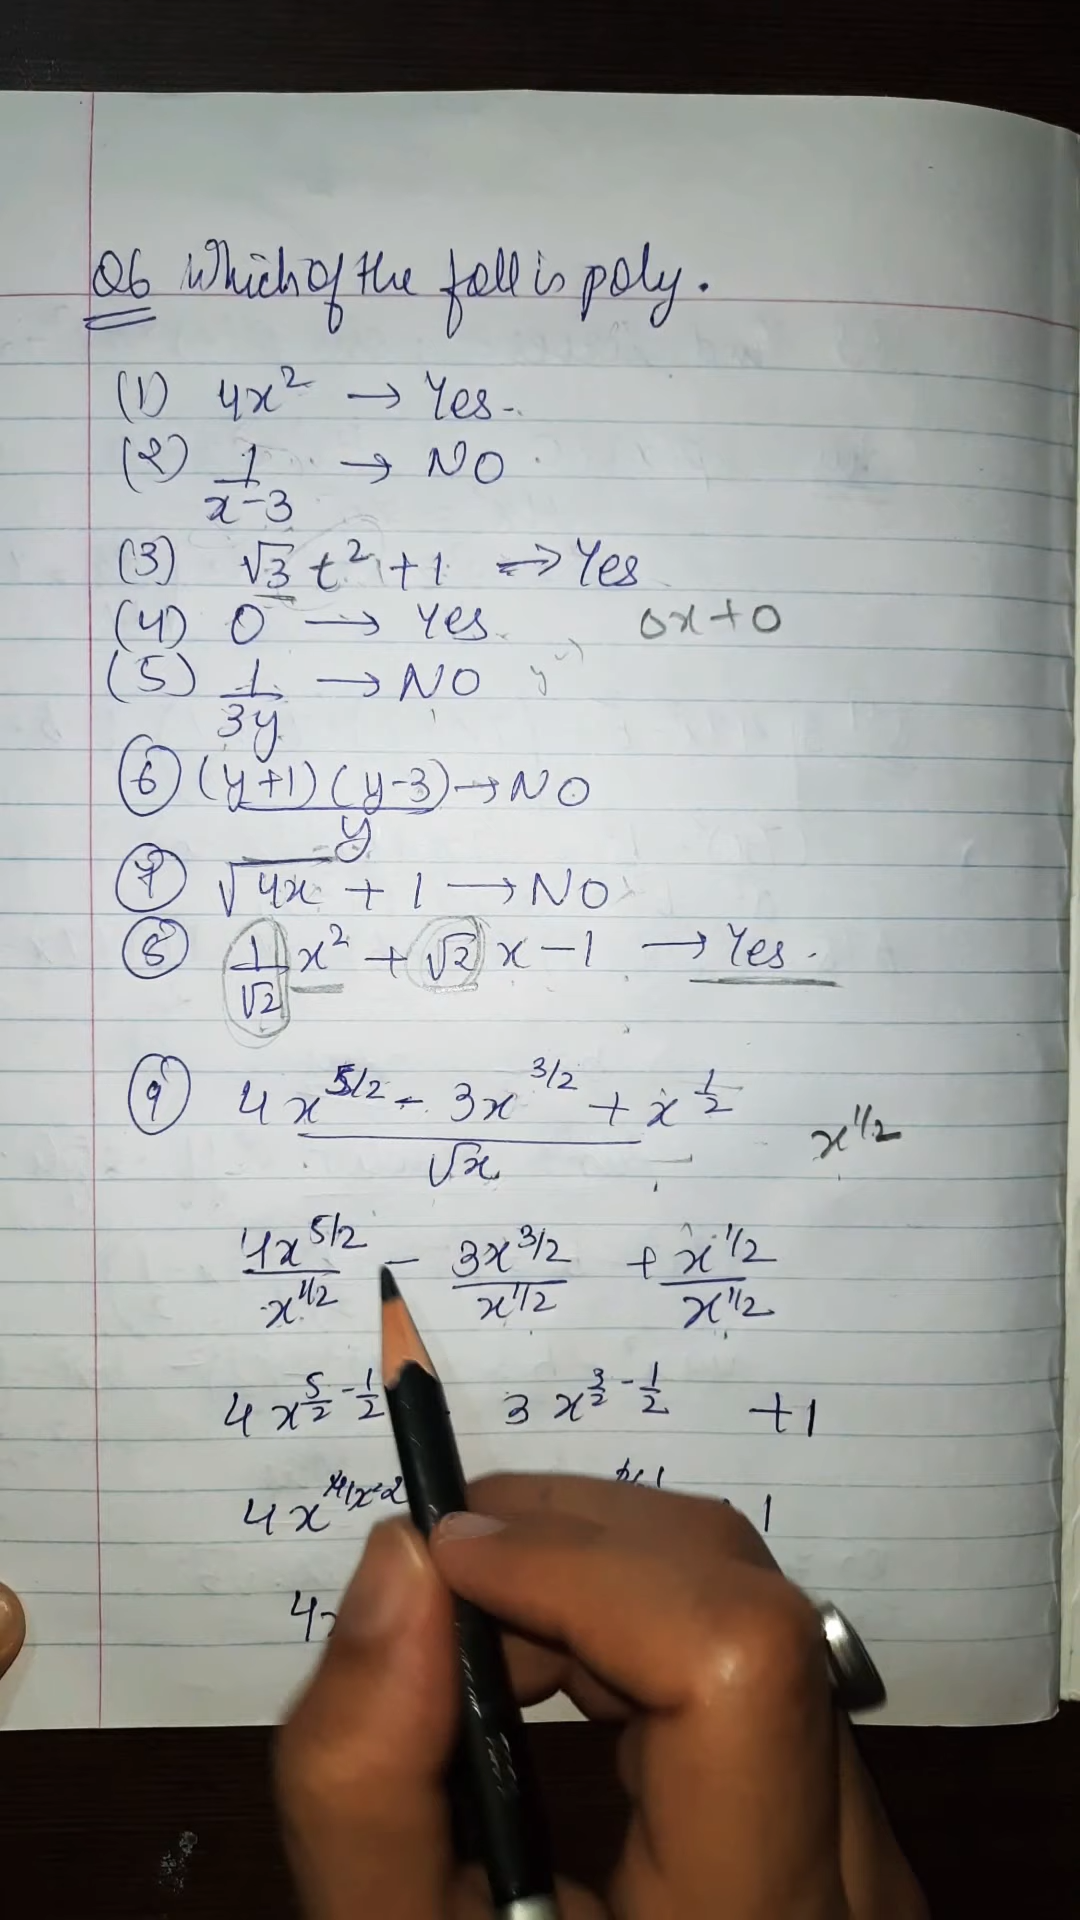 Q6 Which of the foll is poly.
(1) 4x² → Yes.
(2) 1/(x-3) → NO
(3) √3 t² + 1 ⇒ Yes
(4) 0 → Yes 0x+0
(5) 1/3y → NO
(6) (y+1)(y-3)/y → NO
(7) √4x + 1 → NO
(8) 1/√2 x² + √2 x - 1 → Yes.
(9) 4x^5/2 - 3x^3/2 + x^1/2 / √x x^1/2
4x^5/2 / x^1/2 - 3x^3/2 / x^1/2 + x^1/2 / x^1/2
4x^5/2-1/2 3x^3/2-1/2 +1
4x 1
4x